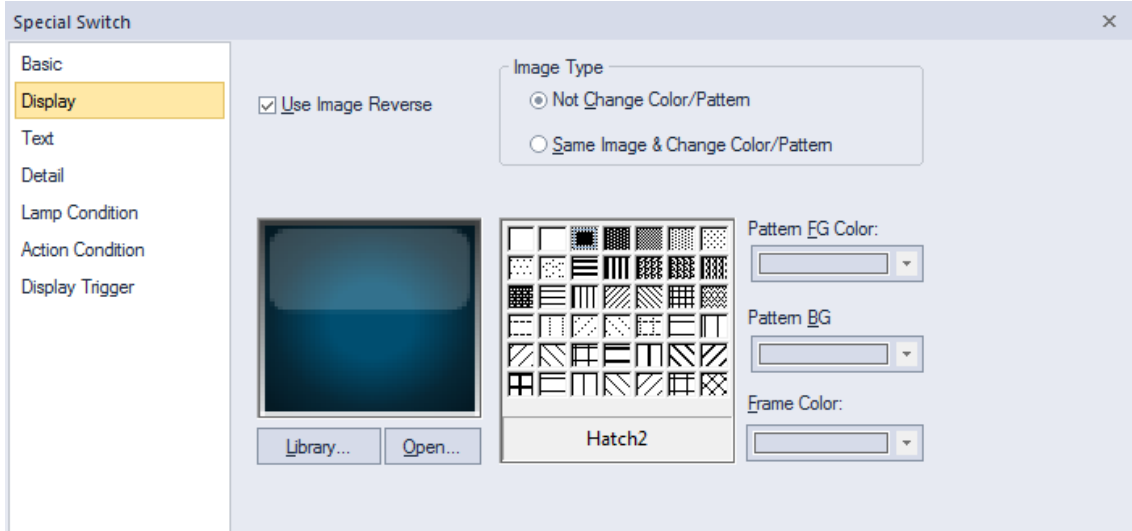 Special Switch
Basic
Display
Text
Detail
Lamp Condition
Action Condition
Display Trigger
Use Image Reverse
Image Type
Not Change Color/Pattern
Same Image & Change Color/Pattern
Library...
Open...
Hatch2
Pattern FG Color:
Pattern BG
Frame Color: